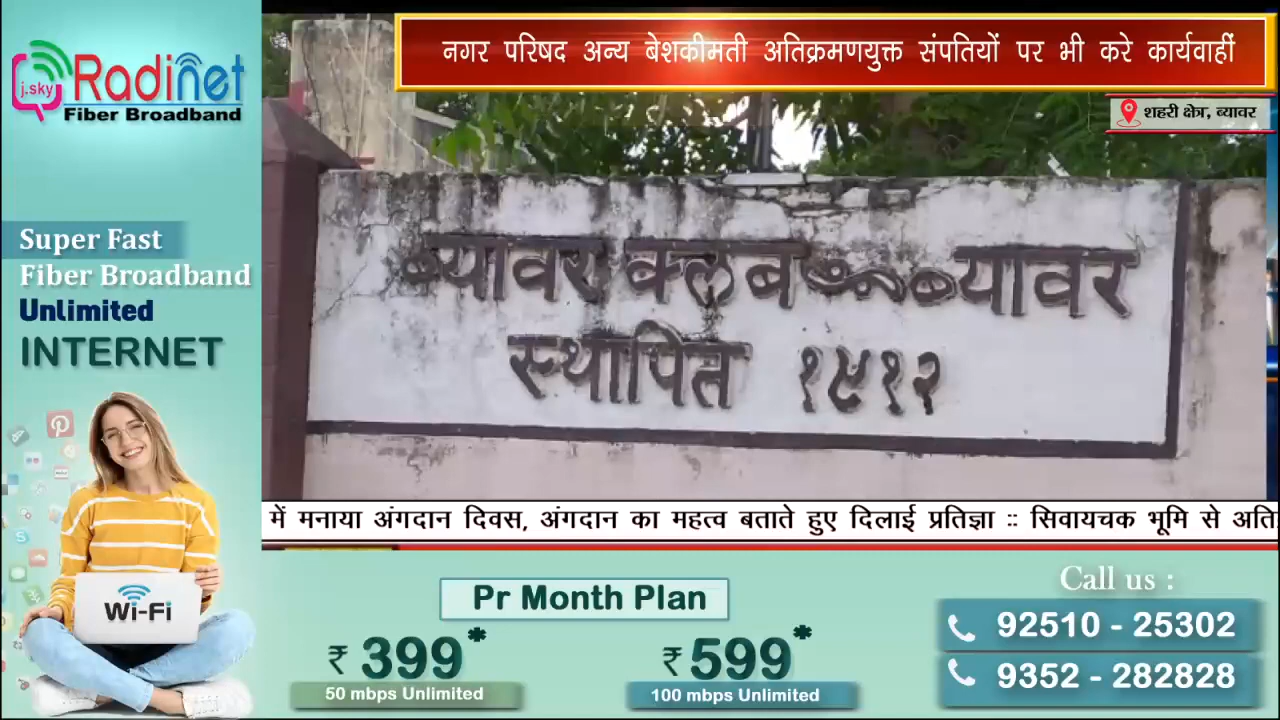 j.sky Radinet
Fiber Broadband
नगर परिषद अन्य बेशकीमती अतिक्रमणयुक्त संपतियों पर भी करे कार्यवाहीं
शहरी क्षेत्र, ब्यावर
ब्यावर क्लब ब्यावर
स्थापित १९१२
Super Fast
Fiber Broadband
Unlimited
INTERNET
Wi-Fi
में मनाया अंगदान दिवस, अंगदान का महत्व बताते हुए दिलाई प्रतिज्ञा :: सिवायचक भूमि से अति
Pr Month Plan
₹ 399*
50 mbps Unlimited
₹ 599*
100 mbps Unlimited
Call us :
92510 - 25302
9352 - 282828